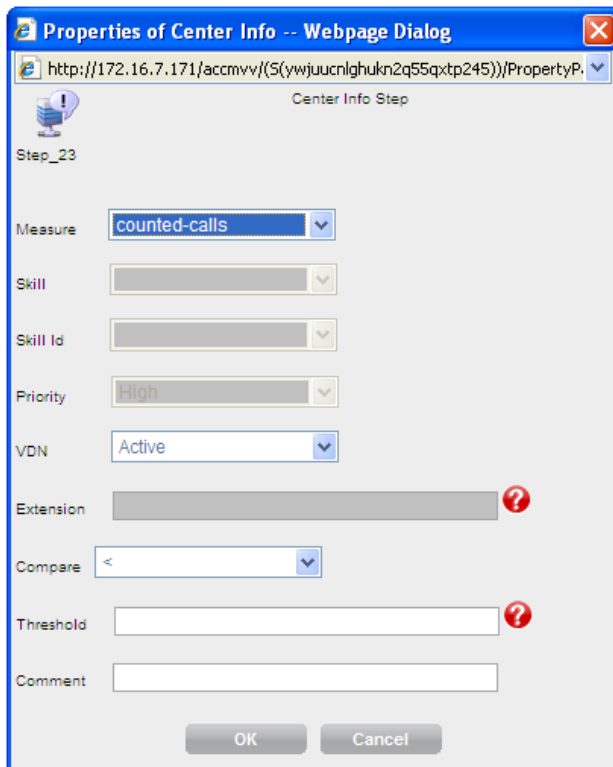 Properties of Center Info -- Webpage Dialog
http://172.16.7.171/accmvv/(S(ywjuucnlghukn2q55qxtp245))/PropertyP.
Center Info Step
Step_23
Measure counted-calls
Skill
Skill Id
Priority High
VDN Active
Extension ?
Compare <
Threshold ?
Comment
OK Cancel